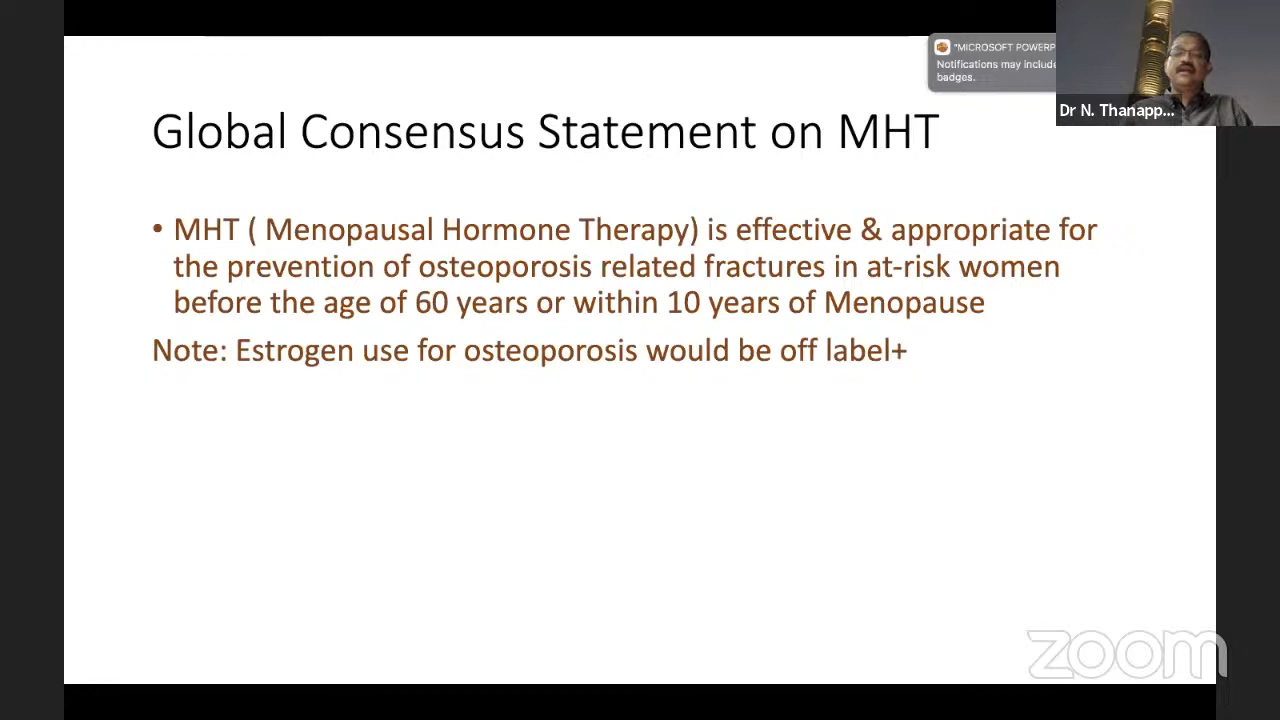 "MICROSOFT POWERP
Notifications may include
badges.
Dr N. Thanapp...
Global Consensus Statement on MHT
• MHT ( Menopausal Hormone Therapy) is effective & appropriate for
the prevention of osteoporosis related fractures in at-risk women
before the age of 60 years or within 10 years of Menopause
Note: Estrogen use for osteoporosis would be off label+
zoom